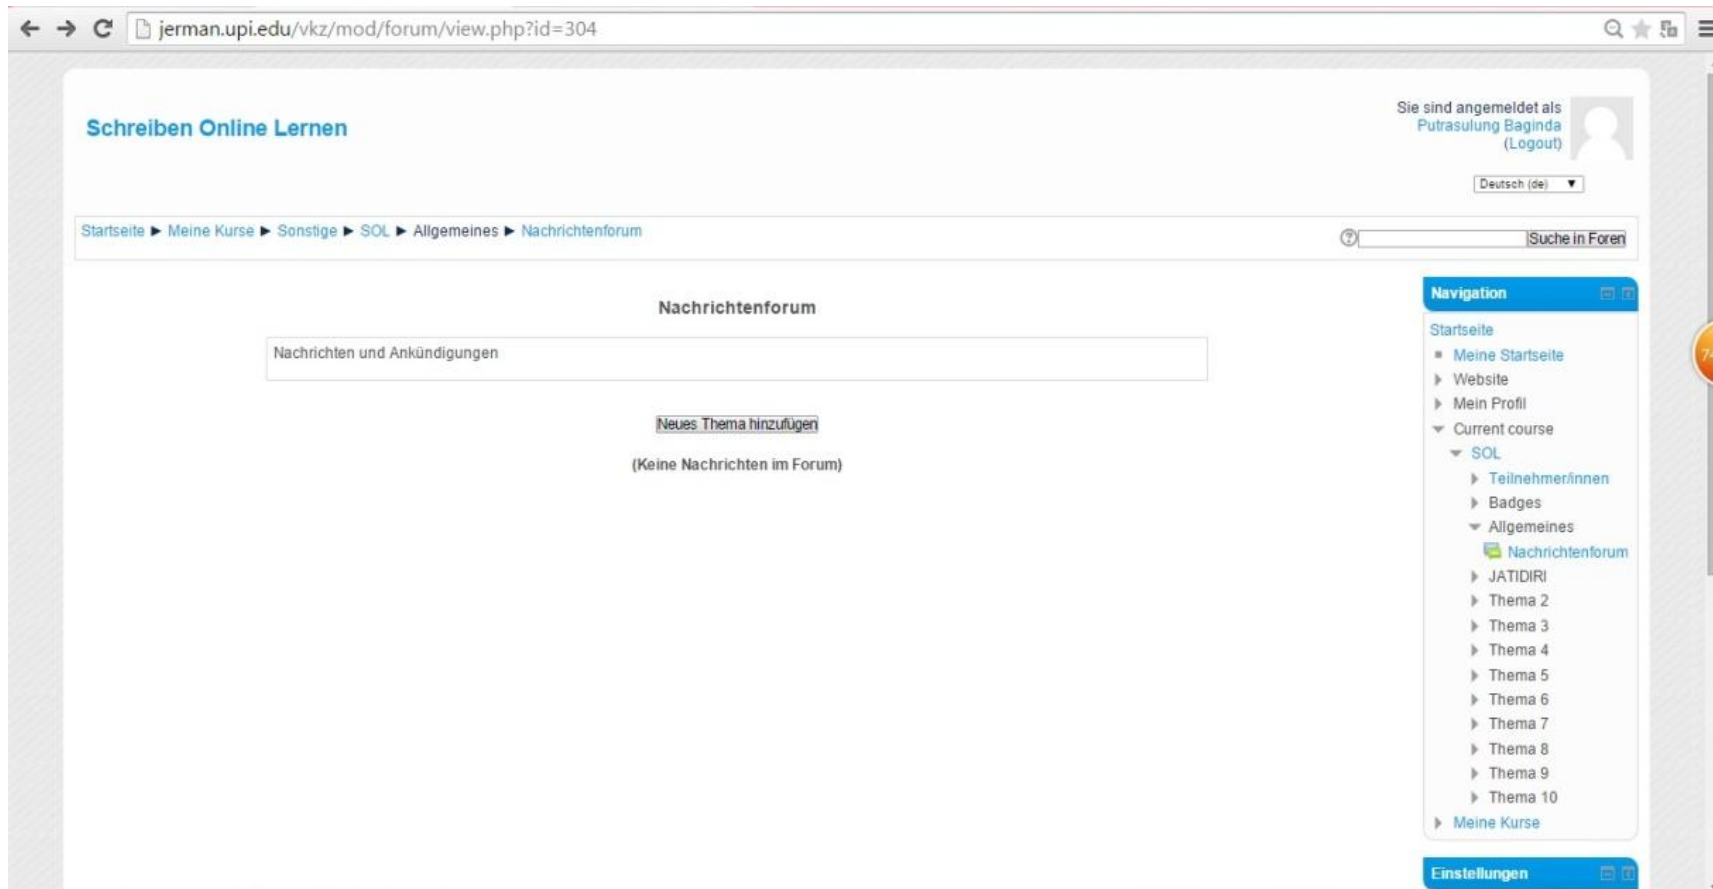 jerman.upi.edu/vkz/mod/forum/view.php?id=304
Schreiben Online Lernen
Sie sind angemeldet als
Putrasulung Baginda
(Logout)
Deutsch (de) ▼
Startseite ► Meine Kurse ► Sonstige ► SOL ► Allgemeines ► Nachrichtenforum
Suche in Foren
Nachrichtenforum
Nachrichten und Ankündigungen
Neues Thema hinzufügen
(Keine Nachrichten im Forum)
Navigation
Startseite
Meine Startseite
Website
Mein Profil
Current course
SOL
Teilnehmer/innen
Badges
Allgemeines
Nachrichtenforum
JATIDIRI
Thema 2
Thema 3
Thema 4
Thema 5
Thema 6
Thema 7
Thema 8
Thema 9
Thema 10
Meine Kurse
Einstellungen